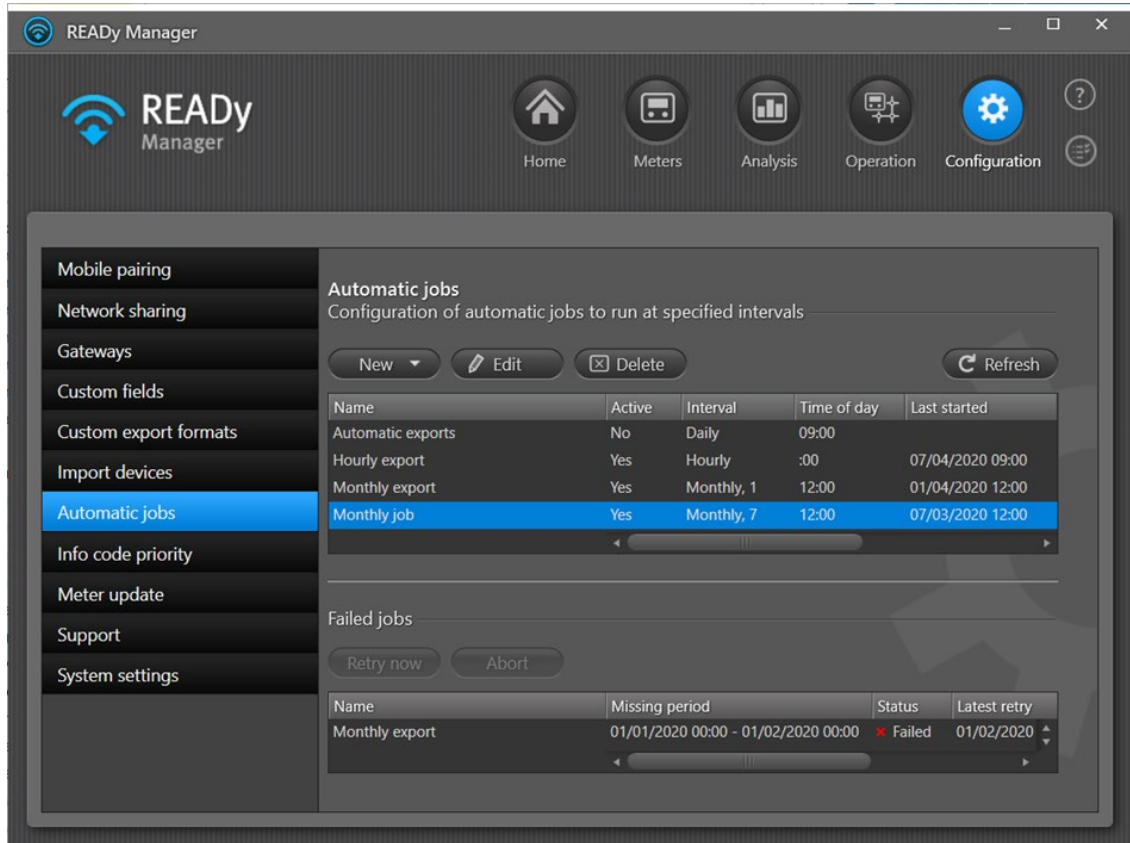 READy Manager
READy
Manager
Home Meters Analysis Operation Configuration
?
Mobile pairing
Network sharing
Gateways
Custom fields
Custom export formats
Import devices
Automatic jobs
Info code priority
Meter update
Support
System settings
Automatic jobs
Configuration of automatic jobs to run at specified intervals
New Edit Delete Refresh
Name Active Interval Time of day Last started
Automatic exports No Daily 09:00
Hourly export Yes Hourly :00 07/04/2020 09:00
Monthly export Yes Monthly, 1 12:00 01/04/2020 12:00
Monthly job Yes Monthly, 7 12:00 07/03/2020 12:00
Failed jobs
Retry now Abort
Name Missing period Status Latest retry
Monthly export 01/01/2020 00:00 - 01/02/2020 00:00 Failed 01/02/2020